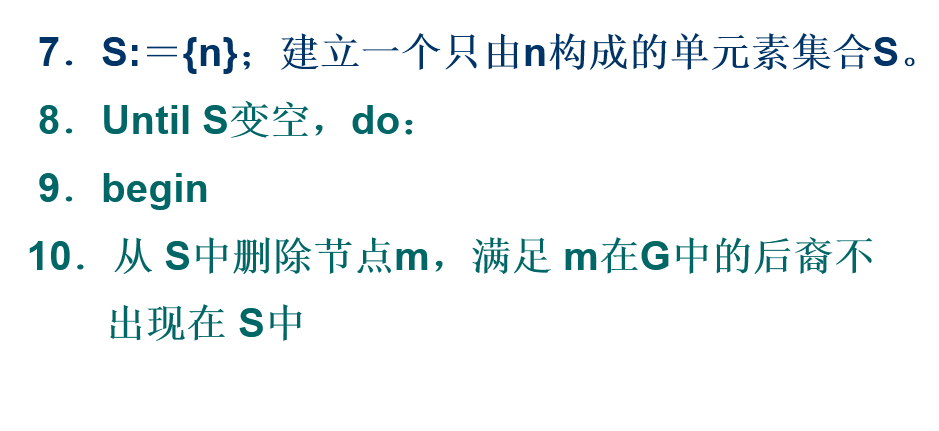 7．S:＝{n}；建立一个只由n构成的单元素集合S。
8．Until S变空，do：
9．begin
10．从 S中删除节点m，满足 m在G中的后裔不
出现在 S中